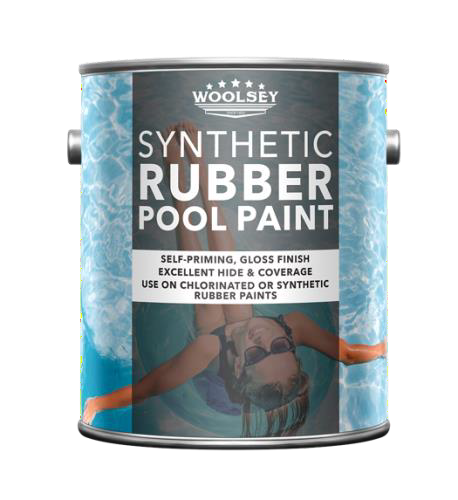 WOOLSEY
SYNTHETIC
RUBBER
POOL PAINT
SELF-PRIMING, GLOSS FINISH
EXCELLENT HIDE & COVERAGE
USE ON CHLORINATED OR SYNTHETIC
RUBBER PAINTS